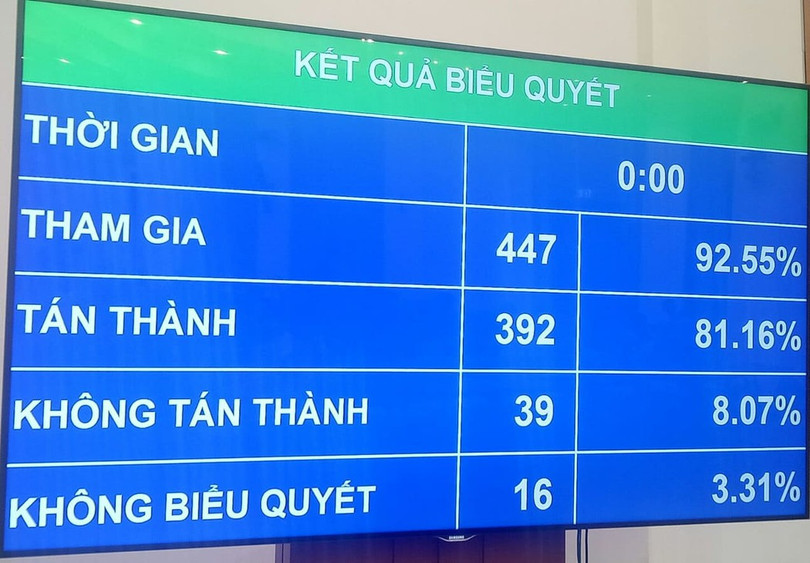 KẾT QUẢ BIỂU QUYẾT
THỜI GIAN 0:00
THAM GIA 447 92.55%
TÁN THÀNH 392 81.16%
KHÔNG TÁN THÀNH 39 8.07%
KHÔNG BIỂU QUYẾT 16 3.31%
SAMSUNG